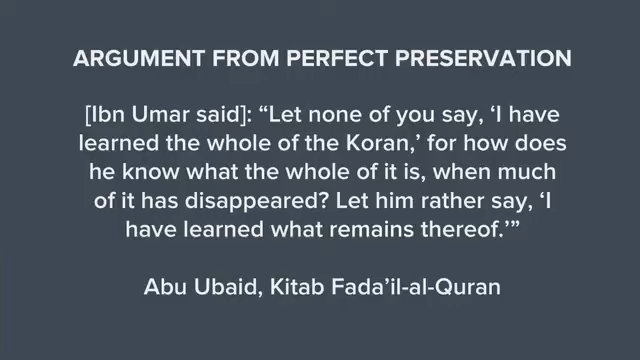 ARGUMENT FROM PERFECT PRESERVATION
[Ibn Umar said]: “Let none of you say, ‘I have
learned the whole of the Koran,’ for how does
he know what the whole of it is, when much
of it has disappeared? Let him rather say, ‘I
have learned what remains thereof.’”
Abu Ubaid, Kitab Fada’il-al-Quran